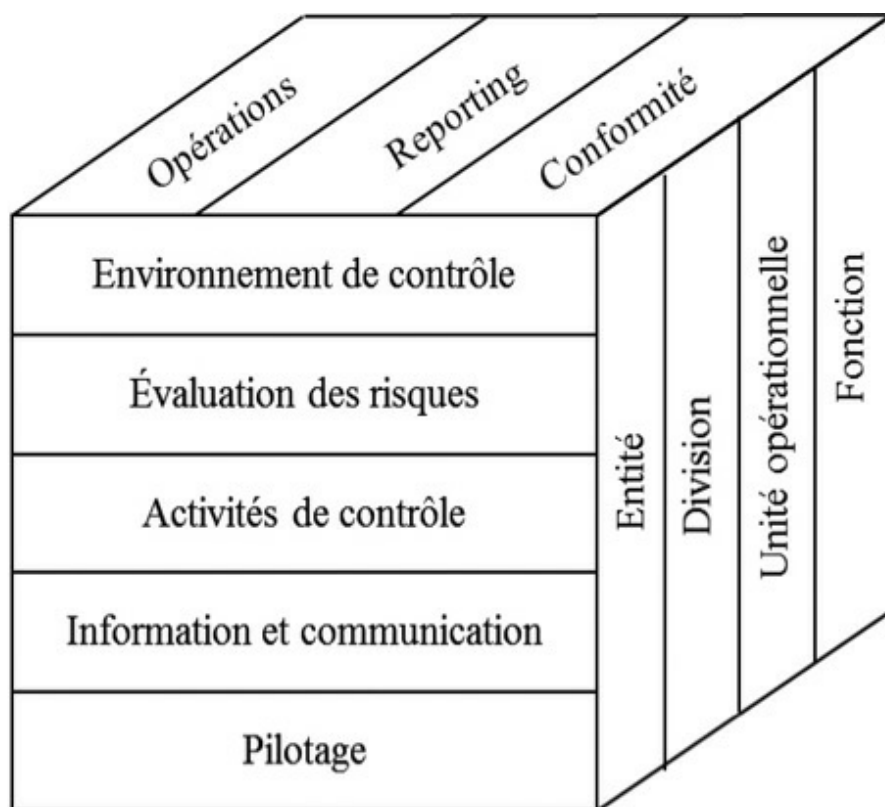 Opérations
Reporting
Conformité
Environnement de contrôle
Évaluation des risques
Activités de contrôle
Information et communication
Pilotage
Entité
Division
Unité opérationnelle
Fonction